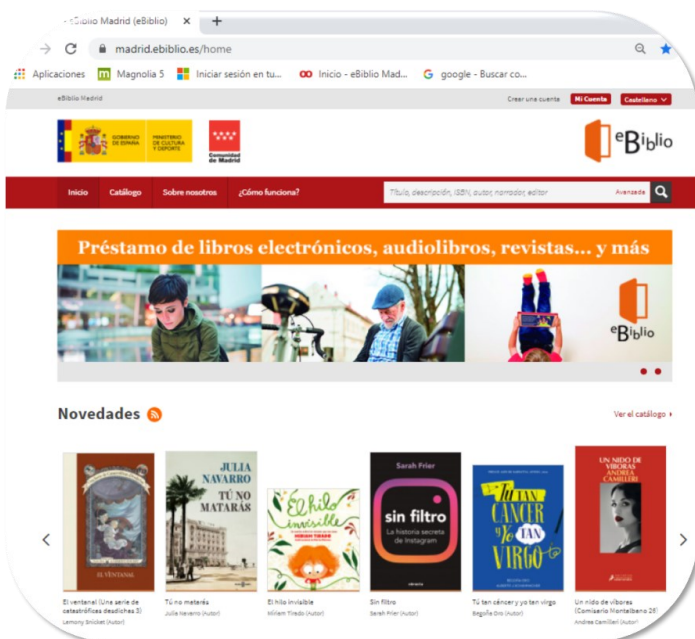 Madrid (eBiblio)
madrid.ebiblio.es/home
Aplicaciones Magnolia 5 Iniciar sesión en tu... Inicio - eBiblio Mad... google - Buscar co...
eBiblio Madrid Crear una cuenta Mi Cuenta Castellano
GOBIERNO DE ESPAÑA
MINISTERIO DE CULTURA Y DEPORTE
Comunidad de Madrid
eBiblio
Inicio Catálogo Sobre nosotros ¿Cómo funciona? Título, descripción, ISBN, autor, narrador, editor Avanzada
Préstamo de libros electrónicos, audiolibros, revistas... y más
eBiblio
Novedades Ver el catálogo
EL VENTANAL
JULIA
NAVARRO
TÚ NO
MATARÁS
El hilo
invisible
MIRIAM TIRADO
Sarah Frier
sin filtro
La historia secreta
de Instagram
Tú TAN
CÁNCER
y Yo TAN
VIRGO
UN NIDO DE
VÍBORAS
ANDREA
CAMILLERI
El ventanal (Una serie de
catastróficas desdichas 3)
Lemony Snicket (Autor)
Tú no matarás
Julia Navarro (Autor)
El hilo invisible
Míriam Tirado (Autor)
Sin filtro
Sarah Frier (Autor)
Tú tan cáncer y yo tan virgo
Begoña Oro (Autor)
Un nido de víboras
(Comisario Montalbano 26)
Andrea Camilleri (Autor)